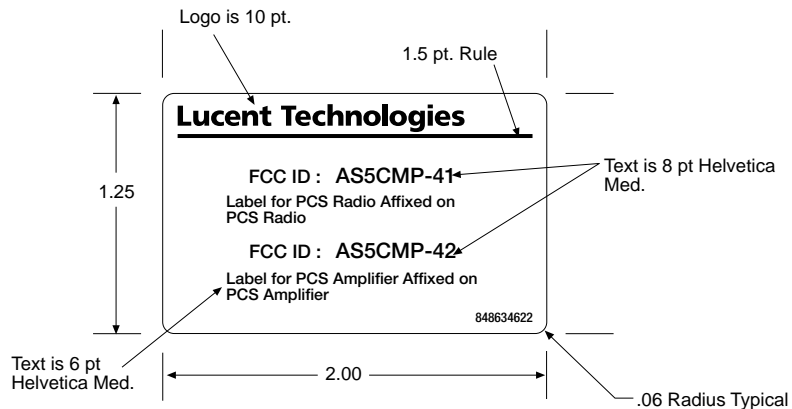 Logo is 10 pt.
1.5 pt. Rule
Lucent Technologies
FCC ID : AS5CMP-41
Text is 8 pt Helvetica
Med.
1.25
Label for PCS Radio Affixed on
PCS Radio
FCC ID : AS5CMP-42
Label for PCS Amplifier Affixed on
PCS Amplifier
848634622
Text is 6 pt
Helvetica Med.
2.00
.06 Radius Typical